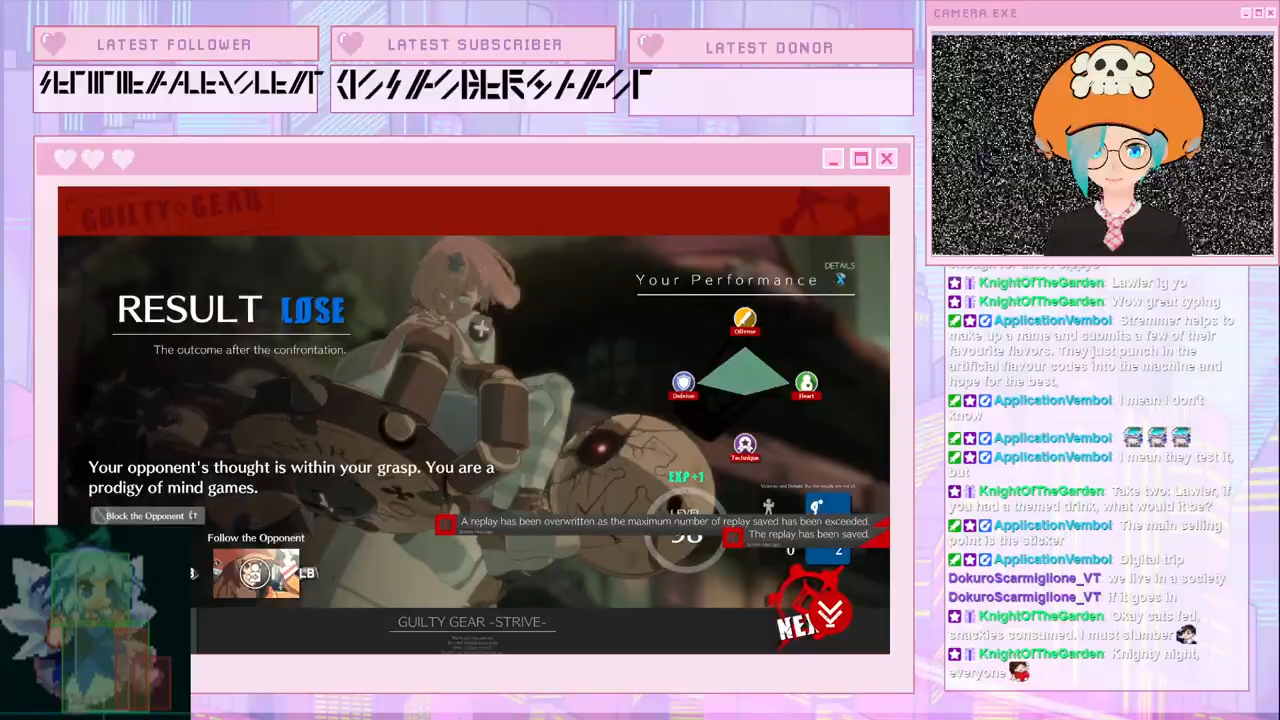 LATEST FOLLOWER
LATEST SUBSCRIBER
LATEST DONOR
CAMERA.EXE
GUILTY GEAR
RESULT LOSE
The outcome after the confrontation.
DETAILS
Your Performance
Offense
Defense
Heart
Technique
Your opponent's thought is within your grasp. You are a
prodigy of mind games.
Block the Opponent
Follow the Opponent
LB
EXP+1
LEVEL
98
A replay has been overwritten as the maximum number of replay saved has been exceeded.
The replay has been saved.
0
2
GUILTY GEAR -STRIVE-
KnightOfTheGarden: Lawler ig yo
KnightOfTheGarden: Wow great typing
ApplicationVembol: Stremmer helps to
make up a name and submits a few of their
favourite flavors. They just punch in the
artificial flavour codes into the machine and
hope for the best,
ApplicationVembol: I mean I don't
know
ApplicationVembol:
ApplicationVembol: I mean they test it,
but
KnightOfTheGarden: Take two: Lawler, if
you had a themed drink, what would it be?
ApplicationVembol: The main selling
point is the sticker
ApplicationVembol: Digital trip
DokuroScarmiglione_VT we live in a society
DokuroScarmiglione_VT if it goes in
KnightOfTheGarden: Okay cats fed,
snackies consumed. I must slumber
KnightOfTheGarden: Knighty night,
everyone